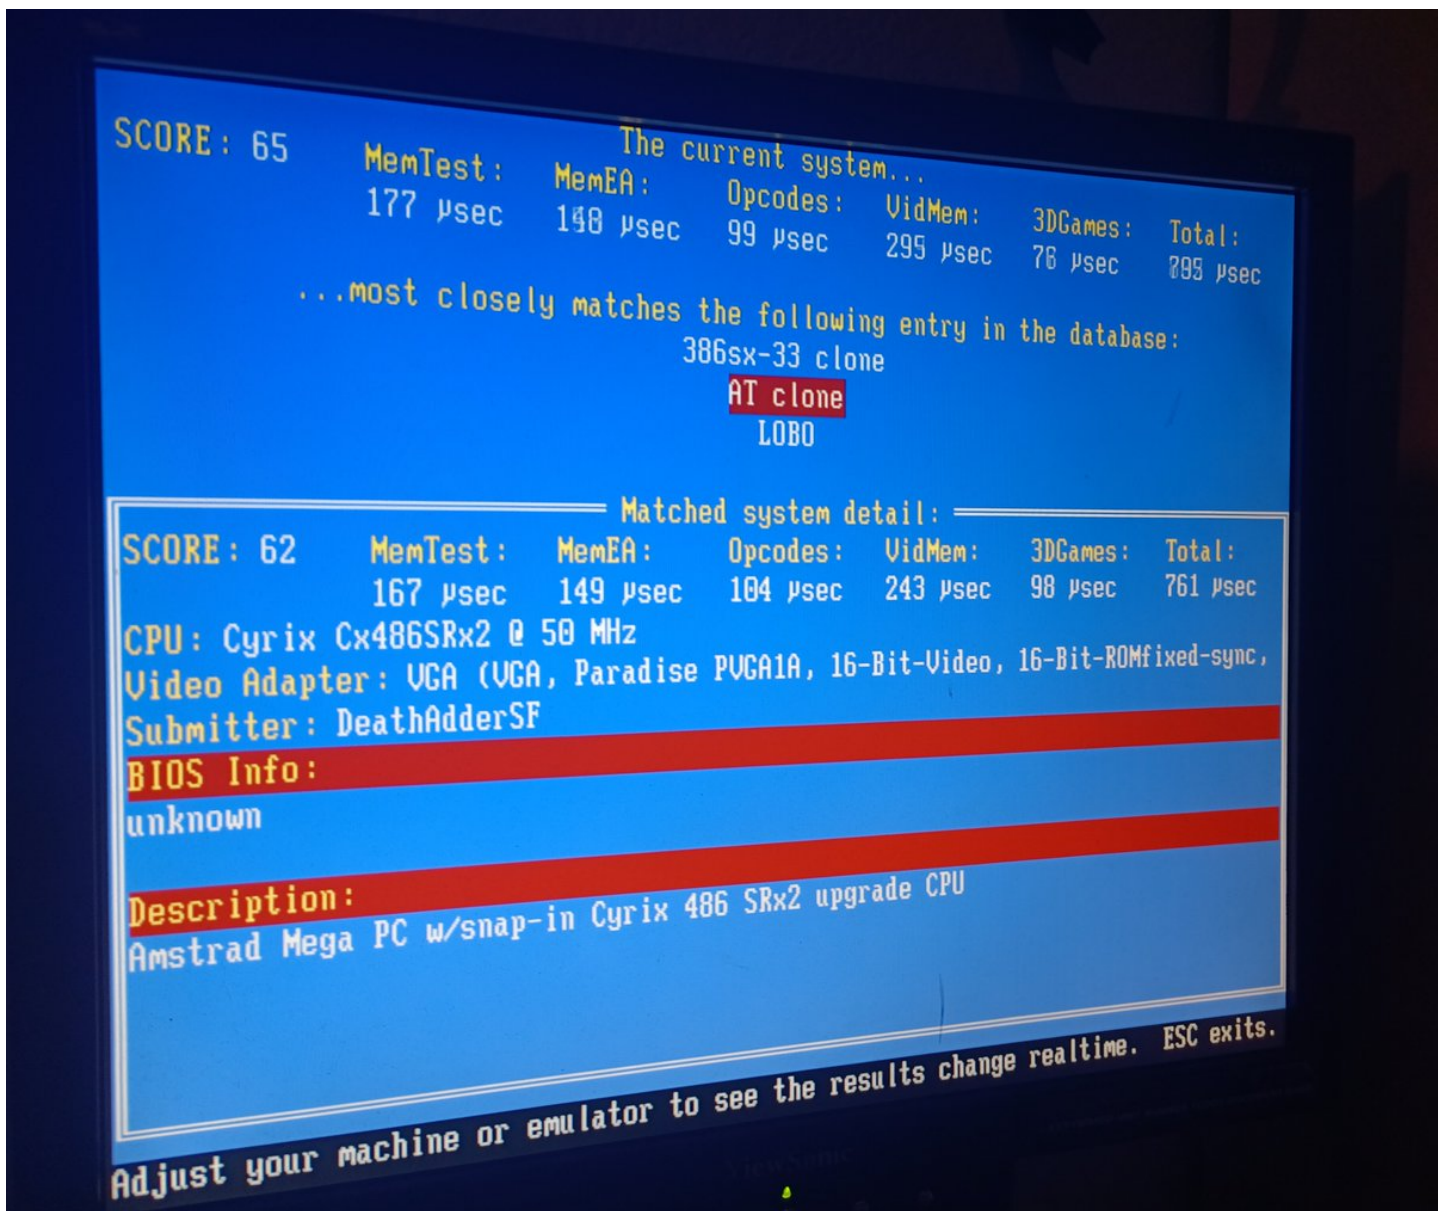 The current system...
SCORE: 65 MemTest: MemEA: Opcodes: VidMem: 3DGames: Total:
177 µsec µsec 99 µsec 295 µsec µsec µsec
...most closely matches the following entry in the database:
386sx-33 clone
AT clone
LOBO
Matched system detail:
SCORE: 62 MemTest: MemEA: Opcodes: VidMem: 3DGames: Total:
167 µsec 149 µsec 104 µsec 243 µsec 98 µsec 761 µsec
CPU: Cyrix Cx486SRx2 @ 50 MHz
Video Adapter: VGA (VGA, Paradise PVGA1A, 16-Bit-Video, 16-Bit-ROMfixed-sync,
Submitter: DeathAdderSF
BIOS Info:
unknown
Description:
Amstrad Mega PC w/snap-in Cyrix 486 SRx2 upgrade CPU
Adjust your machine or emulator to see the results change realtime. ESC exits.
ViewSonic